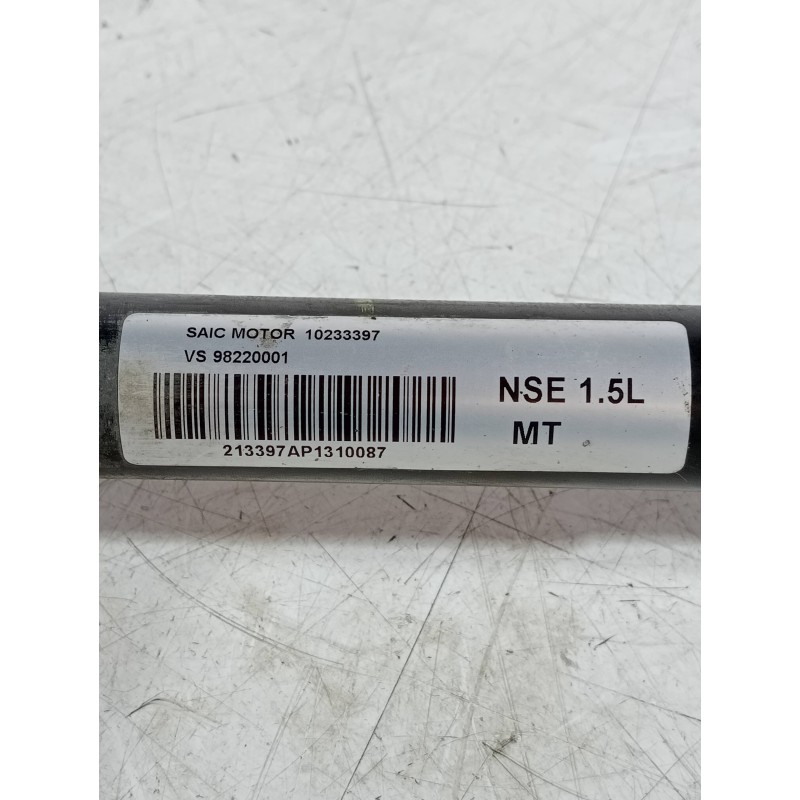 SAIC MOTOR 10233397
VS 98220001
213397AP1310087
NSE 1.5L
MT